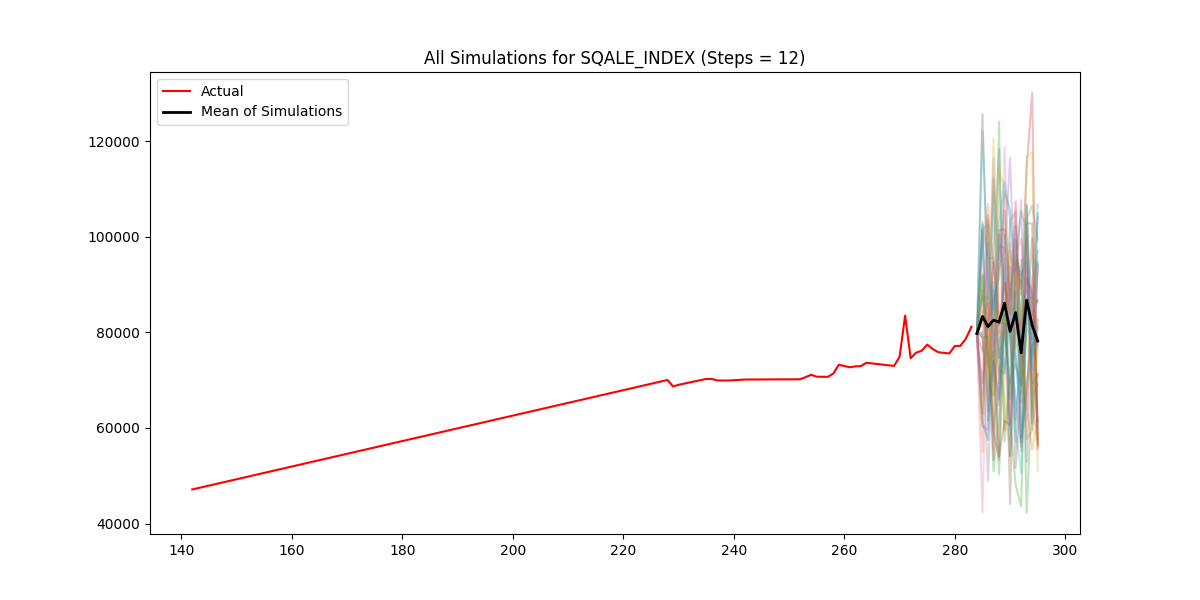 All Simulations for SQALE_INDEX (Steps = 12)
Actual
Mean of Simulations
120000
100000
80000
60000
40000
140 160 180 200 220 240 260 280 300